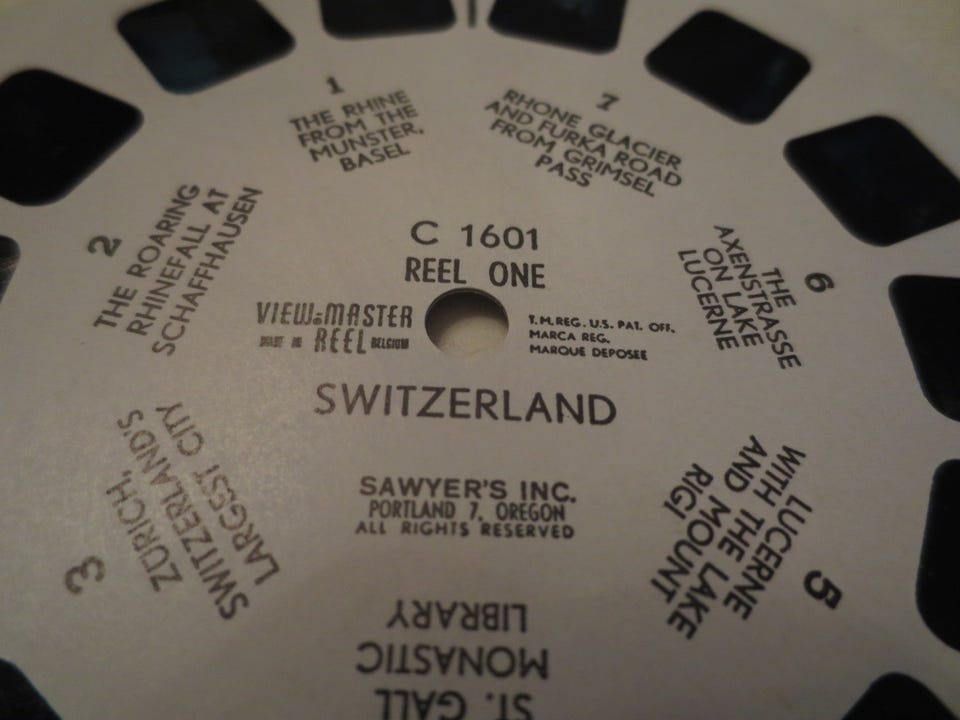 1
THE RHINE
FROM THE
MUNSTER,
BASEL
7
RHONE GLACIER
AND FURKA ROAD
FROM GRIMSEL
PASS
C 1601
REEL ONE
2
THE ROARING
RHINEFALL AT
SCHAFFHAUSEN
6
THE
AXENSTRASSE
ON LAKE
LUCERNE
VIEW-MASTER
MADE IN REEL BELGIUM
T.M.REG. U.S. PAT. OFF.
MARCA REG.
MARQUE DEPOSEE
SWITZERLAND
3
ZURICH,
SWITZERLAND'S
LARGEST CITY
SAWYER'S INC.
PORTLAND 7, OREGON
ALL RIGHTS RESERVED
5
LUCERNE
WITH THE LAKE
AND MOUNT
RIGI
ST. GALL
MONASTIC
LIBRARY